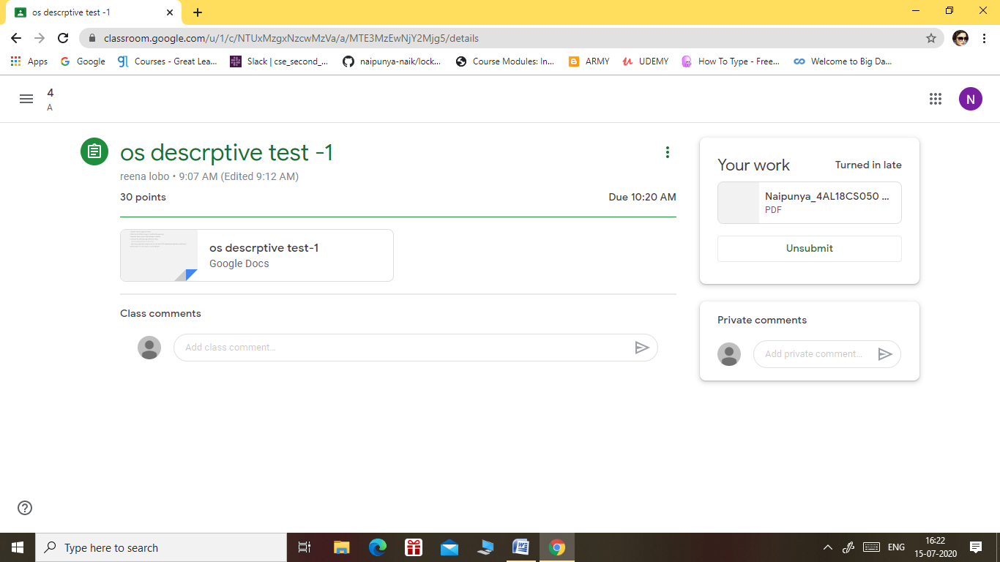 os descrptive test -1
classroom.google.com/u/1/c/NTUxMzgxNzcwMzVa/a/MTE3MzEwNjY2Mjg5/details
Apps Google Courses - Great Lea... Slack | cse_second_... naipunya-naik/lock... Course Modules: In... ARMY UDEMY How To Type - Free... Welcome to Big Da...
4
A
N
os descrptive test -1
reena lobo • 9:07 AM (Edited 9:12 AM)
30 points Due 10:20 AM
os descrptive test-1
Google Docs
Class comments
Add class comment...
Your work Turned in late
Naipunya_4AL18CS050 ...
PDF
Unsubmit
Private comments
Add private comment...
Type here to search
ENG
16:22
15-07-2020